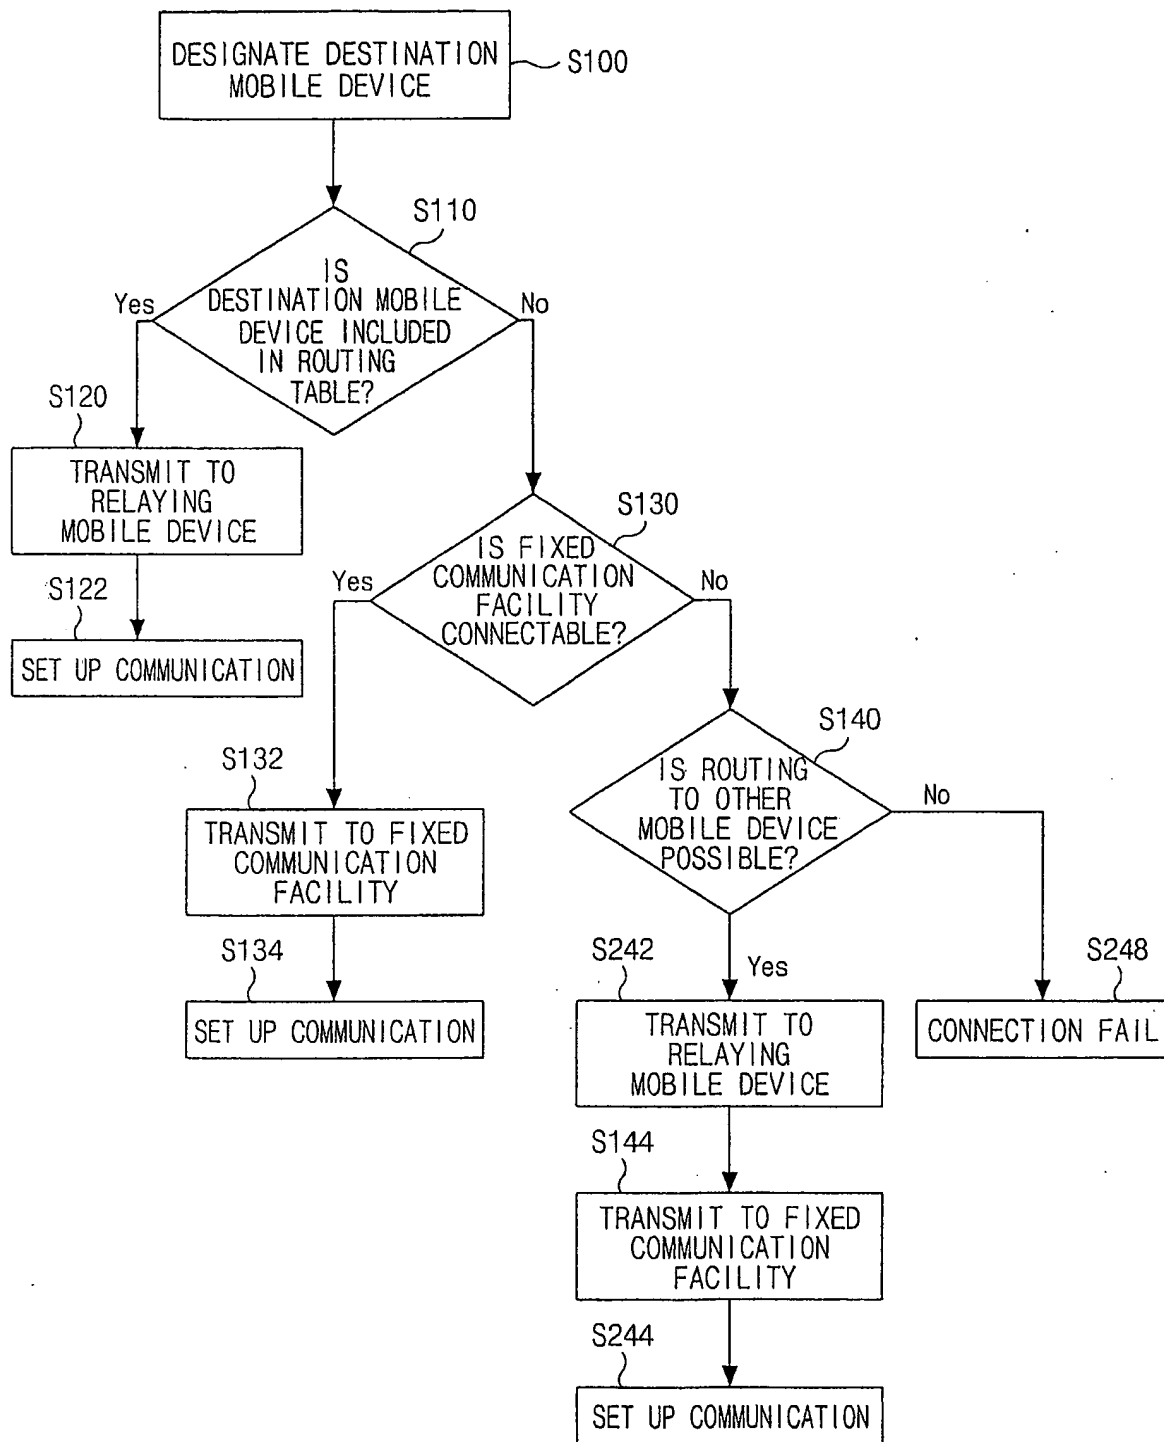 DESIGNATE DESTINATION
MOBILE DEVICE
S100
S110
IS
DESTINATION MOBILE
DEVICE INCLUDED
IN ROUTING
TABLE?
Yes
No
S120
TRANSMIT TO
RELAYING
MOBILE DEVICE
S122
SET UP COMMUNICATION
S130
IS FIXED
COMMUNICATION
FACILITY
CONNECTABLE?
Yes
No
S132
TRANSMIT TO FIXED
COMMUNICATION
FACILITY
S134
SET UP COMMUNICATION
S140
IS ROUTING
TO OTHER
MOBILE DEVICE
POSSIBLE?
No
Yes
S242
TRANSMIT TO
RELAYING
MOBILE DEVICE
S248
CONNECTION FAIL
S144
TRANSMIT TO FIXED
COMMUNICATION
FACILITY
S244
SET UP COMMUNICATION